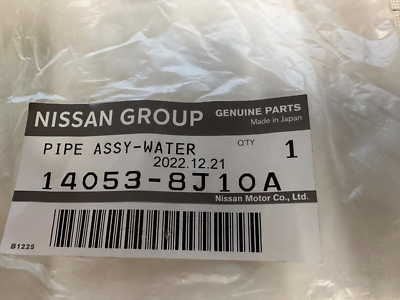 NISSAN GROUP GENUINE PARTS
Made in Japan
PIPE ASSY-WATER Q'TY 1
2022.12.21
14053-8J10A
Nissan Motor Co., Ltd.
B1225